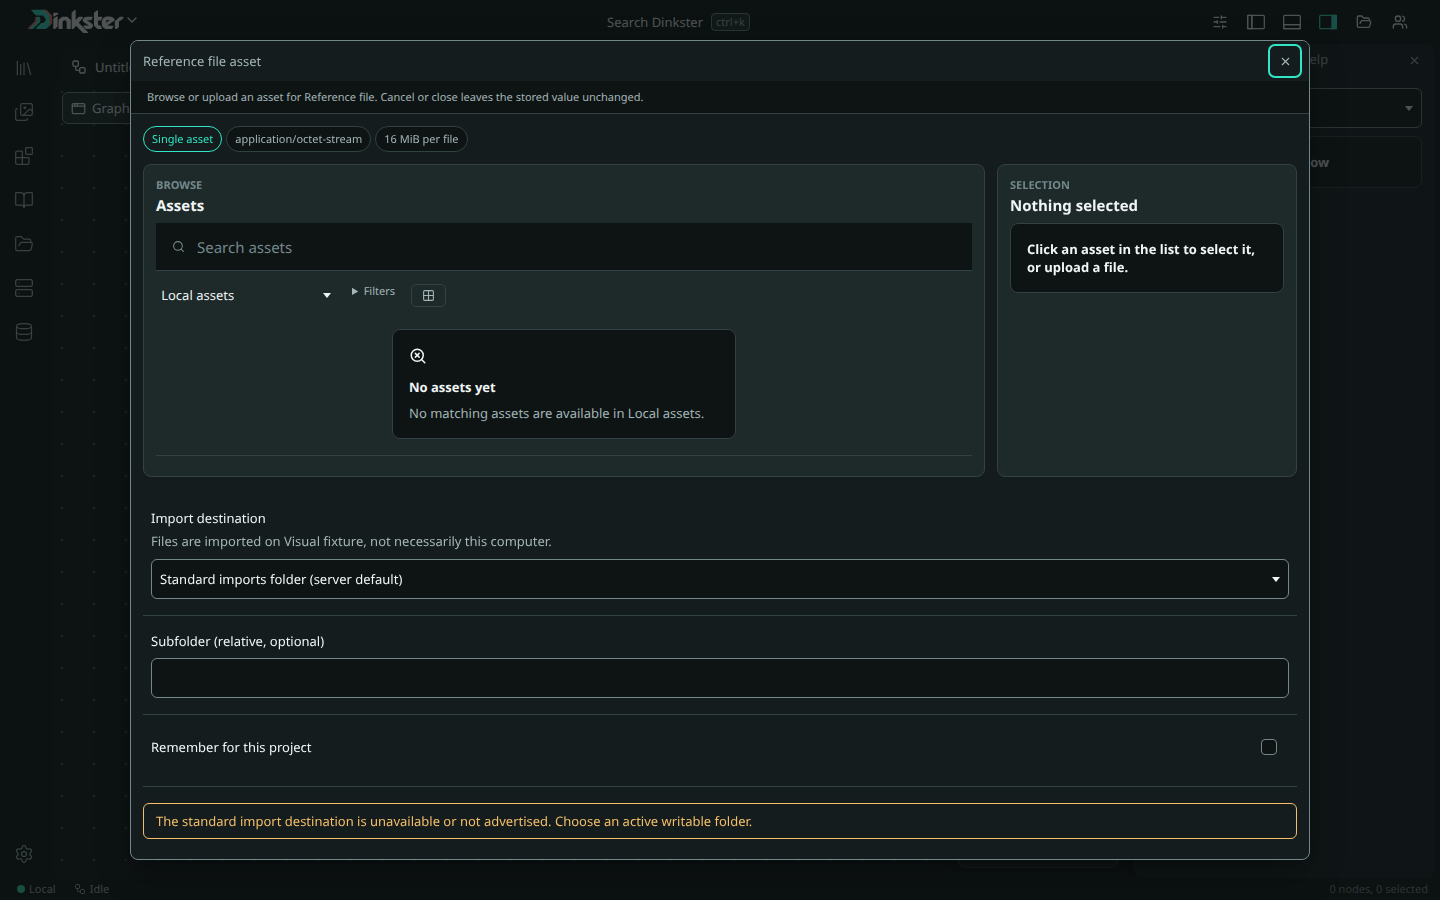 Dinkster
Search Dinkster ctrl+k
Graph
Reference file asset
Browse or upload an asset for Reference file. Cancel or close leaves the stored value unchanged.
Single asset
application/octet-stream
16 MiB per file
BROWSE
Assets
Search assets
Local assets
Filters
No assets yet
No matching assets are available in Local assets.
SELECTION
Nothing selected
Click an asset in the list to select it,
or upload a file.
Import destination
Files are imported on Visual fixture, not necessarily this computer.
Standard imports folder (server default)
Subfolder (relative, optional)
Remember for this project
The standard import destination is unavailable or not advertised. Choose an active writable folder.
Local
Idle
0 nodes, 0 selected